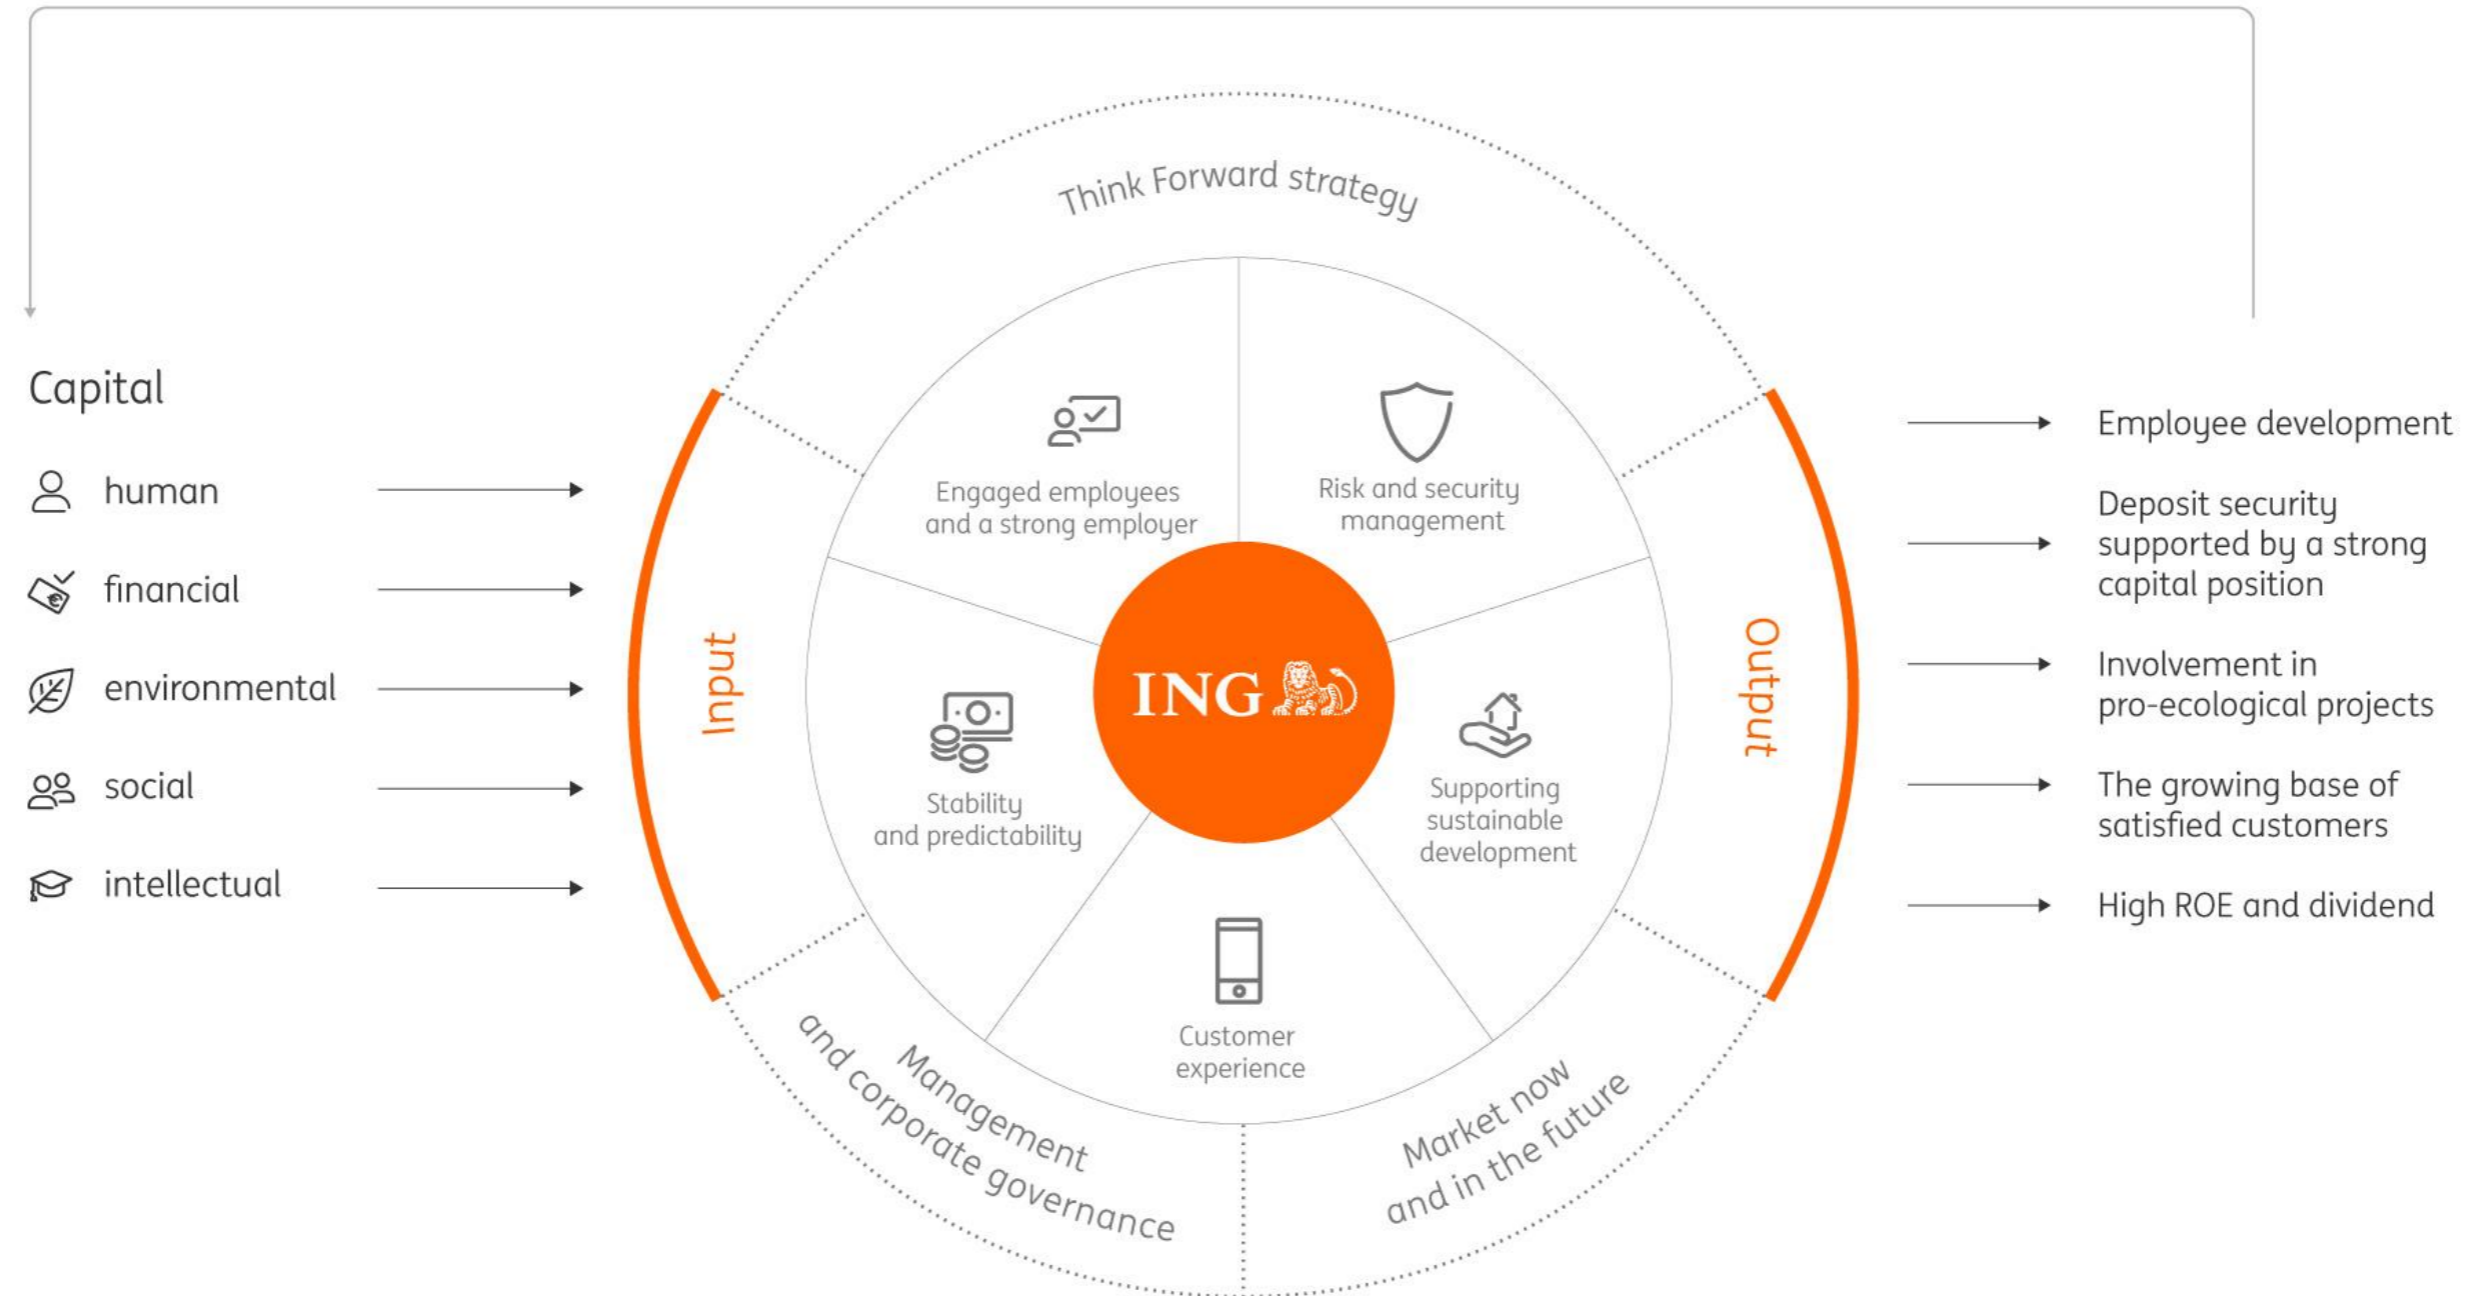 Think Forward strategy
Capital
human
financial
environmental
social
intellectual
Input
Engaged employees
and a strong employer
Risk and security
management
Stability
and predictability
ING
Supporting
sustainable
development
Customer
experience
Output
Management
and corporate governance
Market now
and in the future
Employee development
Deposit security
supported by a strong
capital position
Involvement in
pro-ecological projects
The growing base of
satisfied customers
High ROE and dividend